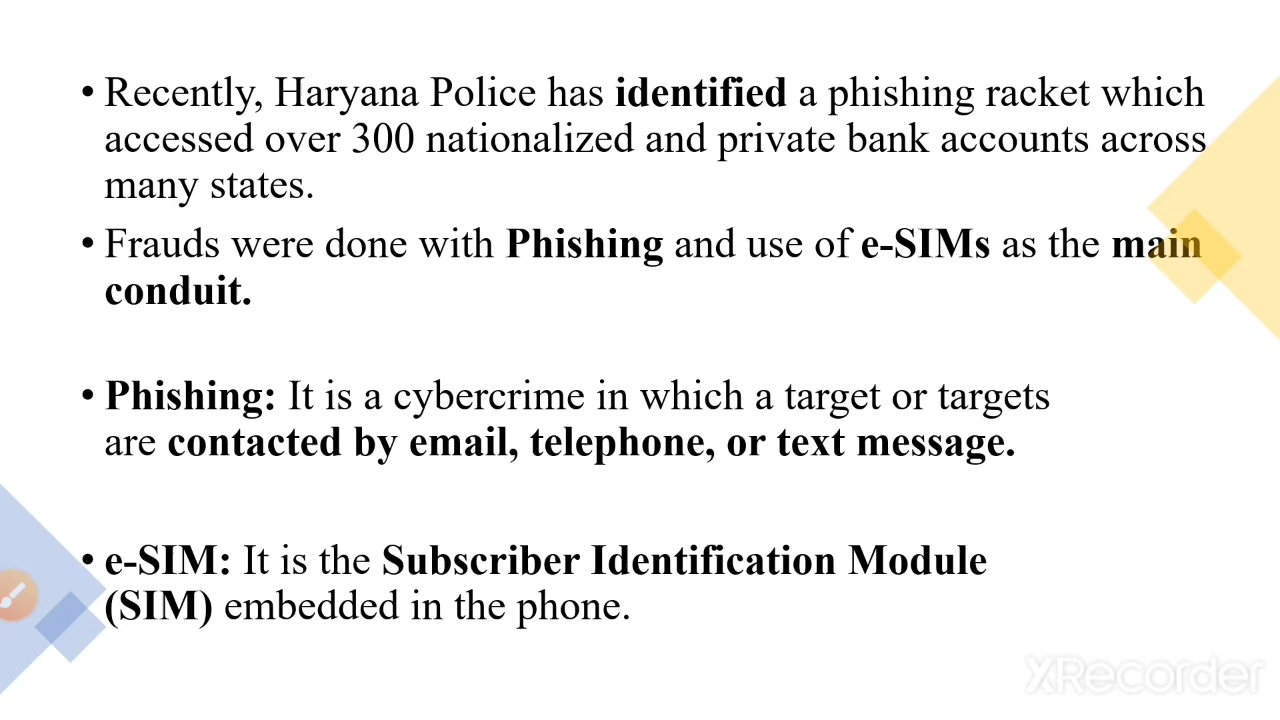 • Recently, Haryana Police has identified a phishing racket which
accessed over 300 nationalized and private bank accounts across
many states.
• Frauds were done with Phishing and use of e-SIMs as the main
conduit.
• Phishing: It is a cybercrime in which a target or targets
are contacted by email, telephone, or text message.
• e-SIM: It is the Subscriber Identification Module
(SIM) embedded in the phone.
XRecorder